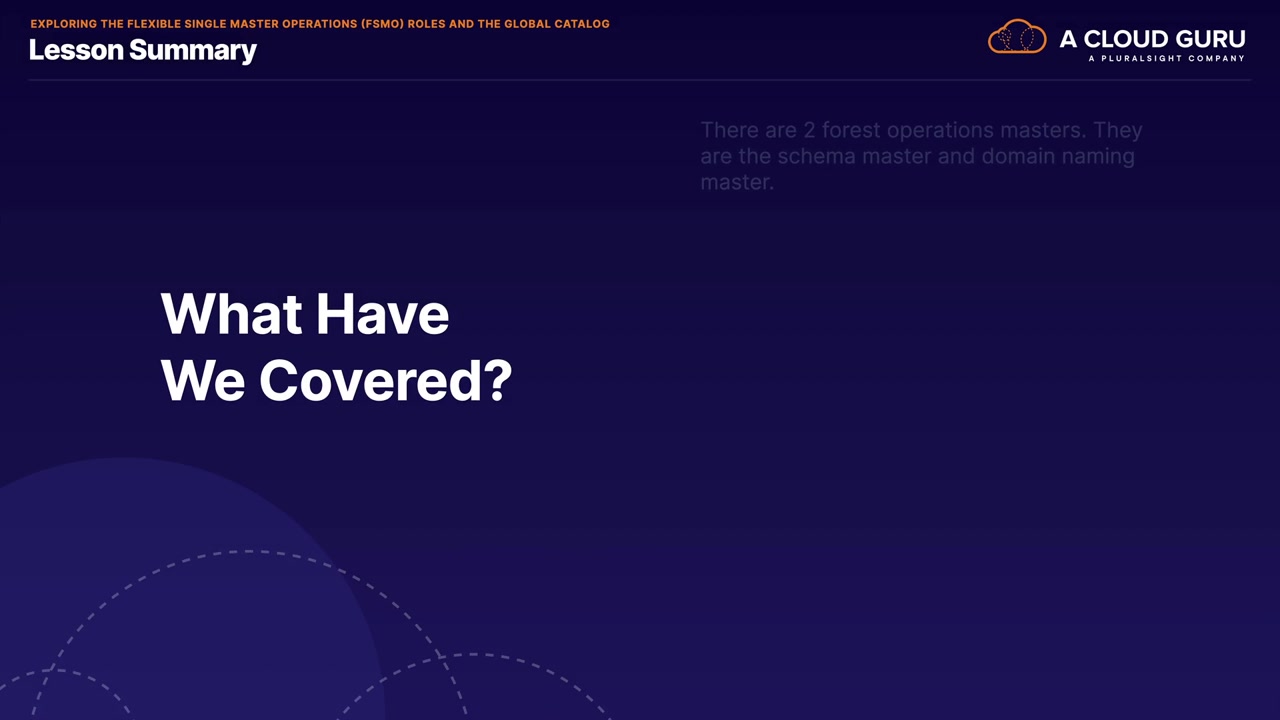 EXPLORING THE FLEXIBLE SINGLE MASTER OPERATIONS (FSMO) ROLES AND THE GLOBAL CATALOG
Lesson Summary
A CLOUD GURU
A PLURALSIGHT COMPANY
There are 2 forest operations masters. They
are the schema master and domain naming
master.
What Have
We Covered?